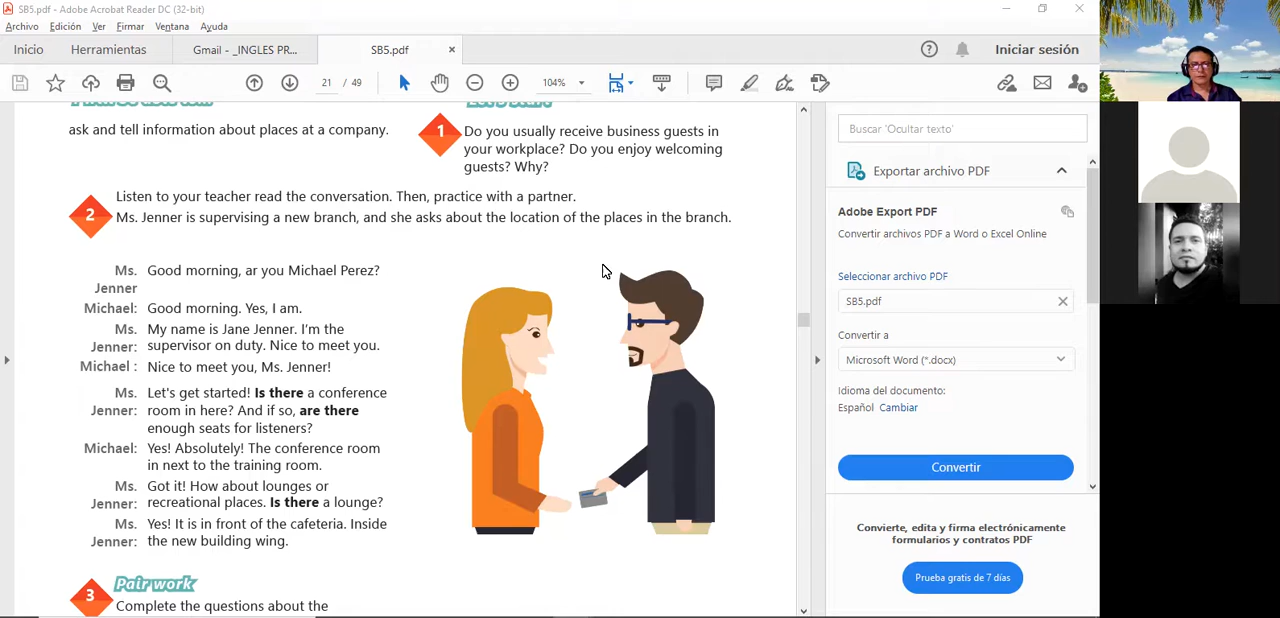 SB5.pdf - Adobe Acrobat Reader DC (32-bit)
Archivo Edición Ver Firmar Ventana Ayuda
Inicio Herramientas Gmail - _INGLES PR... SB5.pdf × Iniciar sesión
21 / 49 104%
ask and tell information about places at a company.
1
Do you usually receive business guests in
your workplace? Do you enjoy welcoming
guests? Why?
2
Listen to your teacher read the conversation. Then, practice with a partner.
Ms. Jenner is supervising a new branch, and she asks about the location of the places in the branch.
Ms. Good morning, ar you Michael Perez?
Jenner
Michael: Good morning. Yes, I am.
Ms. My name is Jane Jenner. I'm the
Jenner: supervisor on duty. Nice to meet you.
Michael : Nice to meet you, Ms. Jenner!
Ms. Let's get started! Is there a conference
Jenner: room in here? And if so, are there
enough seats for listeners?
Michael: Yes! Absolutely! The conference room
in next to the training room.
Ms. Got it! How about lounges or
Jenner: recreational places. Is there a lounge?
Ms. Yes! It is in front of the cafeteria. Inside
Jenner: the new building wing.
3
Pair work
Complete the questions about the
Buscar 'Ocultar texto'
Exportar archivo PDF
Adobe Export PDF
Convertir archivos PDF a Word o Excel Online
Seleccionar archivo PDF
SB5.pdf
Convertir a
Microsoft Word (*.docx)
Idioma del documento:
Español Cambiar
Convertir
Convierte, edita y firma electrónicamente
formularios y contratos PDF
Prueba gratis de 7 días